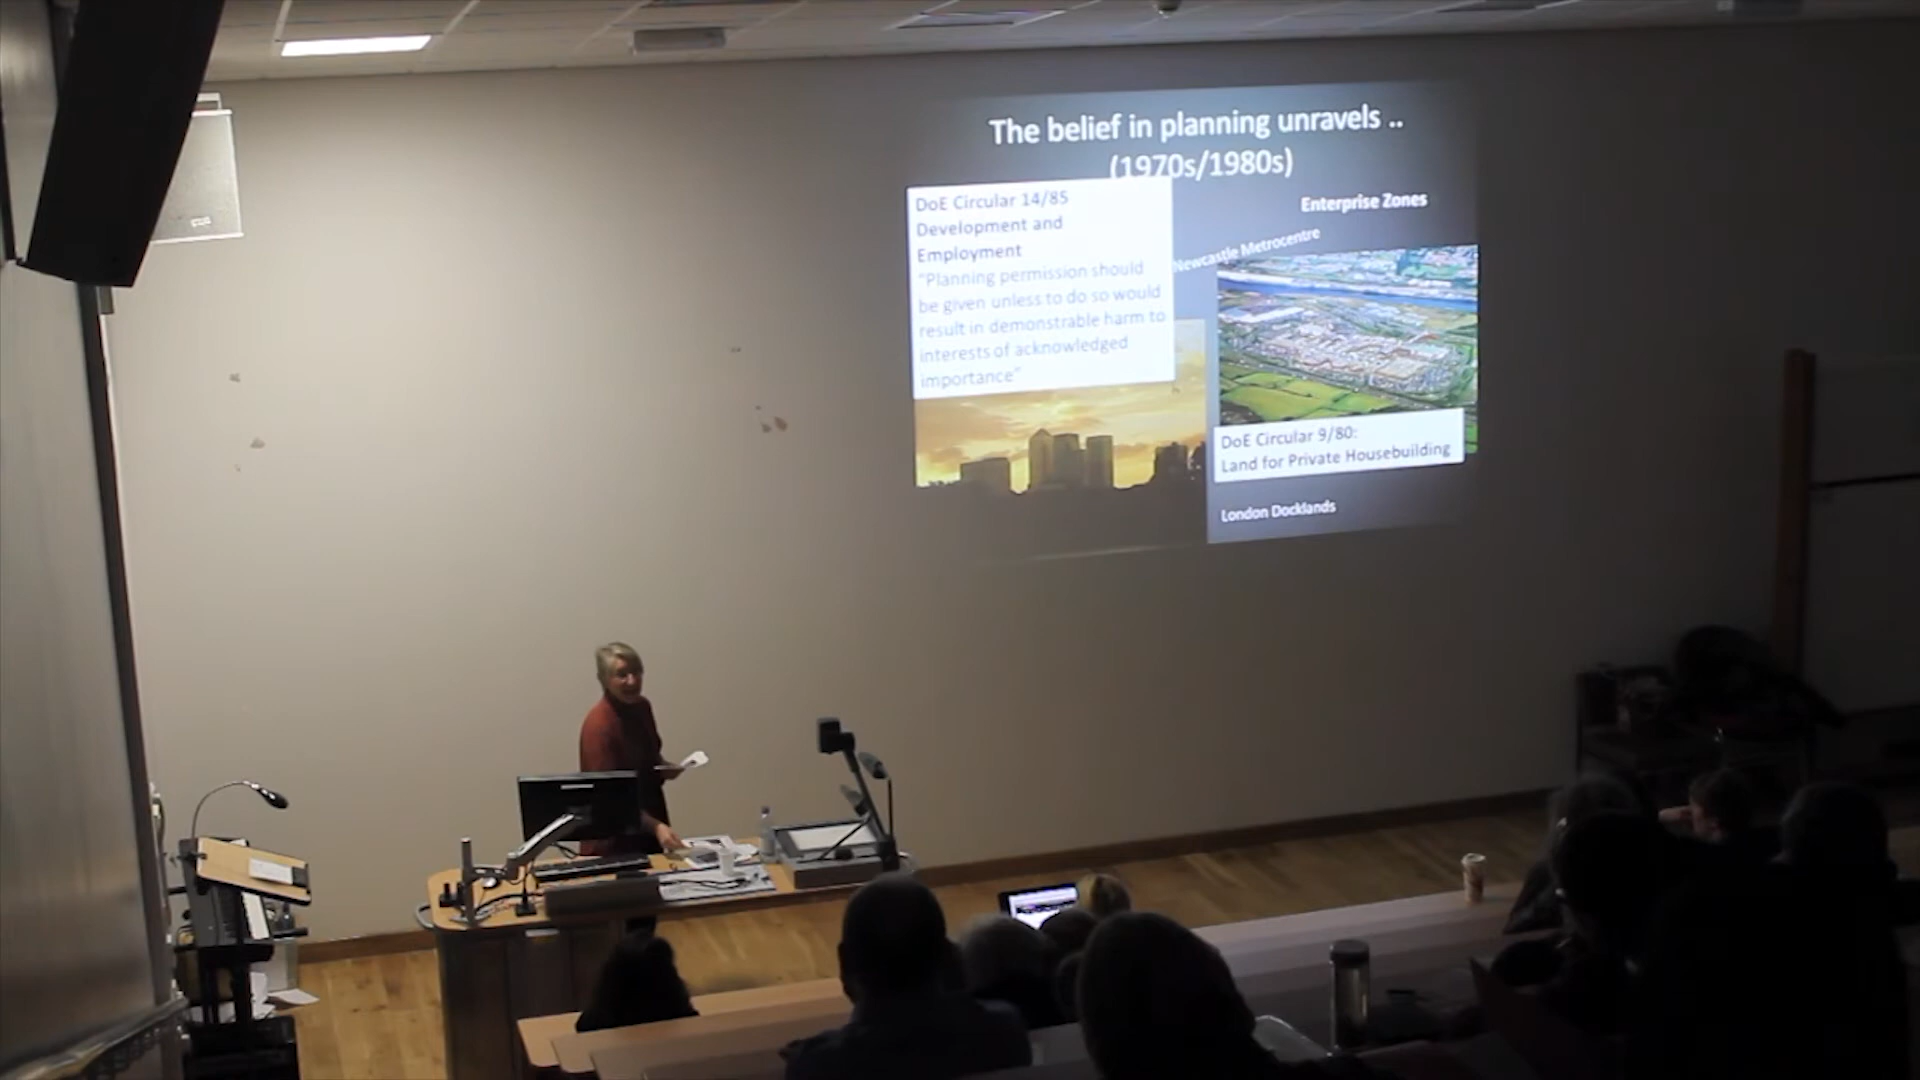 The belief in planning unravels ..
(1970s/1980s)
DoE Circular 14/85
Development and
Employment
"Planning permission should
be given unless to do so would
result in demonstrable harm to
interests of acknowledged
importance"
Enterprise Zones
Newcastle Metrocentre
DoE Circular 9/80:
Land for Private Housebuilding
London Docklands